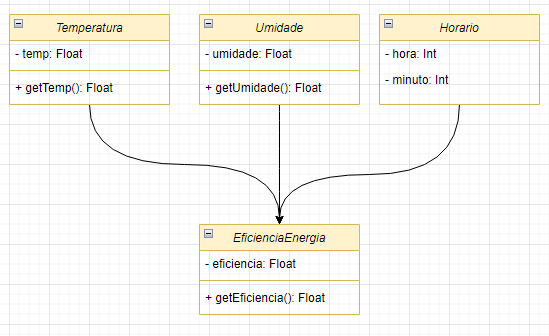 Temperatura
- temp: Float
+ getTemp(): Float
Umidade
- umidade: Float
+ getUmidade(): Float
Horario
- hora: Int
- minuto: Int
EficienciaEnergia
- eficiencia: Float
+ getEficiencia(): Float